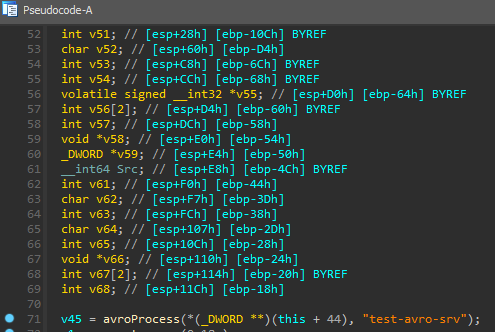 Pseudocode-A
52 int v51; // [esp+28h] [ebp-10Ch] BYREF
53 char v52; // [esp+60h] [ebp-D4h]
54 int v53; // [esp+C8h] [ebp-6Ch] BYREF
55 int v54; // [esp+CCh] [ebp-68h] BYREF
56 volatile signed __int32 *v55; // [esp+D0h] [ebp-64h] BYREF
57 int v56[2]; // [esp+D4h] [ebp-60h] BYREF
58 int v57; // [esp+DCh] [ebp-58h]
59 void *v58; // [esp+E0h] [ebp-54h]
60 _DWORD *v59; // [esp+E4h] [ebp-50h]
61 __int64 Src; // [esp+E8h] [ebp-4Ch] BYREF
62 int v61; // [esp+F0h] [ebp-44h]
63 char v62; // [esp+F7h] [ebp-3Dh]
64 int v63; // [esp+FCh] [ebp-38h]
65 char v64; // [esp+107h] [ebp-2Dh]
66 int v65; // [esp+10Ch] [ebp-28h]
67 void *v66; // [esp+110h] [ebp-24h]
68 int v67[2]; // [esp+114h] [ebp-20h] BYREF
69 int v68; // [esp+11Ch] [ebp-18h]
70
71 v45 = avroProcess(*(_DWORD **)(this + 44), "test-avro-srv");